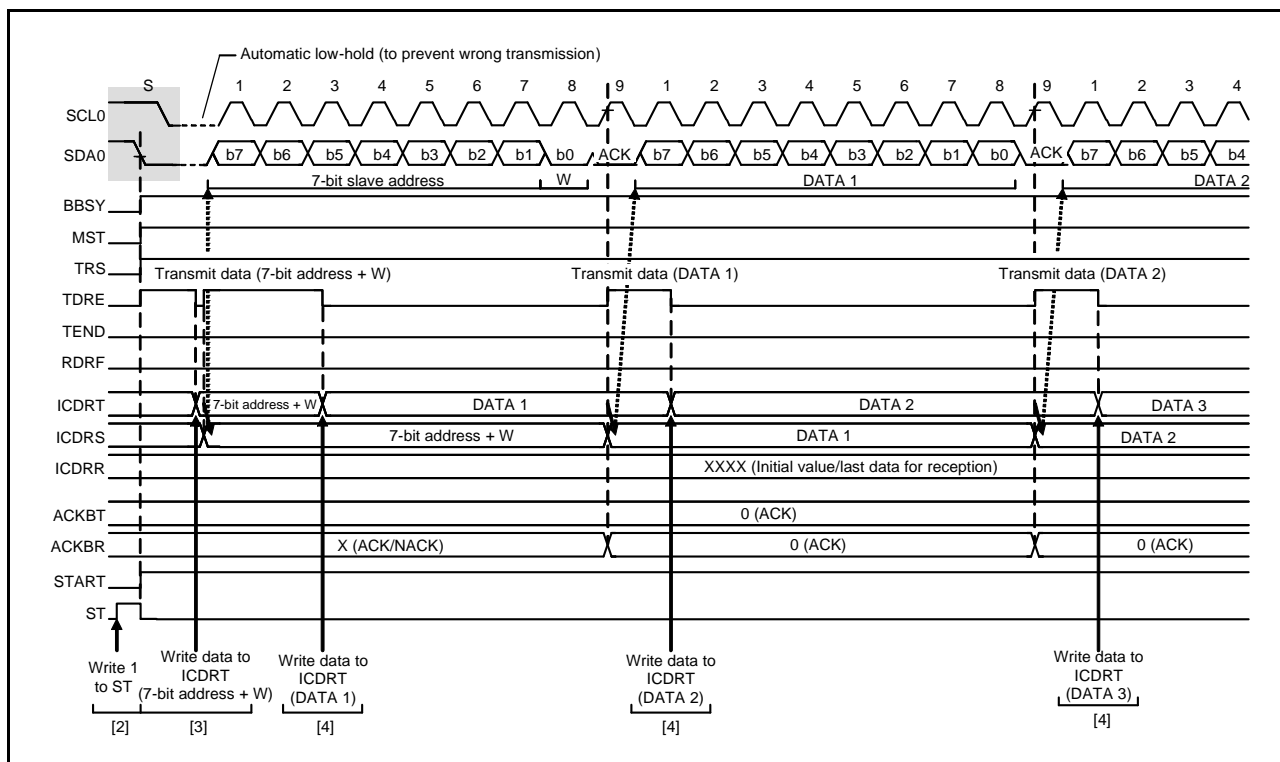 Automatic low-hold (to prevent wrong transmission)
S 1 2 3 4 5 6 7 8 9 1 2 3 4 5 6 7 8 9 1 2 3 4
SCL0
SDA0 b7 b6 b5 b4 b3 b2 b1 b0 ACK b7 b6 b5 b4 b3 b2 b1 b0 ACK b7 b6 b5 b4
7-bit slave address W DATA 1 DATA 2
BBSY
MST
TRS
Transmit data (7-bit address + W) Transmit data (DATA 1) Transmit data (DATA 2)
TDRE
TEND
RDRF
ICDRT 7-bit address + W DATA 1 DATA 2 DATA 3
ICDRS 7-bit address + W DATA 1 DATA 2
ICDRR XXXX (Initial value/last data for reception)
ACKBT 0 (ACK)
ACKBR X (ACK/NACK) 0 (ACK) 0 (ACK)
START
ST
Write 1
to ST
[2]
Write data to
ICDRT
(7-bit address + W)
[3]
Write data to
ICDRT
(DATA 1)
[4]
Write data to
ICDRT
(DATA 2)
[4]
Write data to
ICDRT
(DATA 3)
[4]